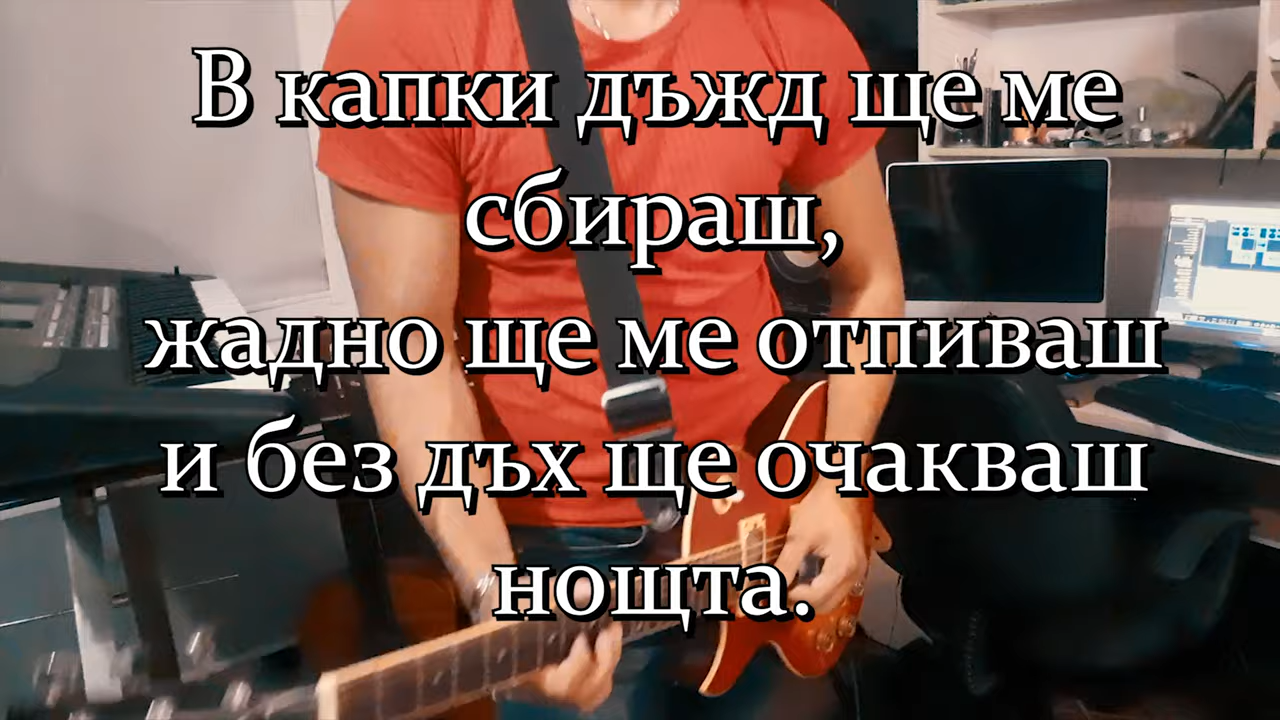 В капки дъжд ще ме
сбираш,
жадно ще ме отпиваш
и без дъх ще очакваш
нощта.